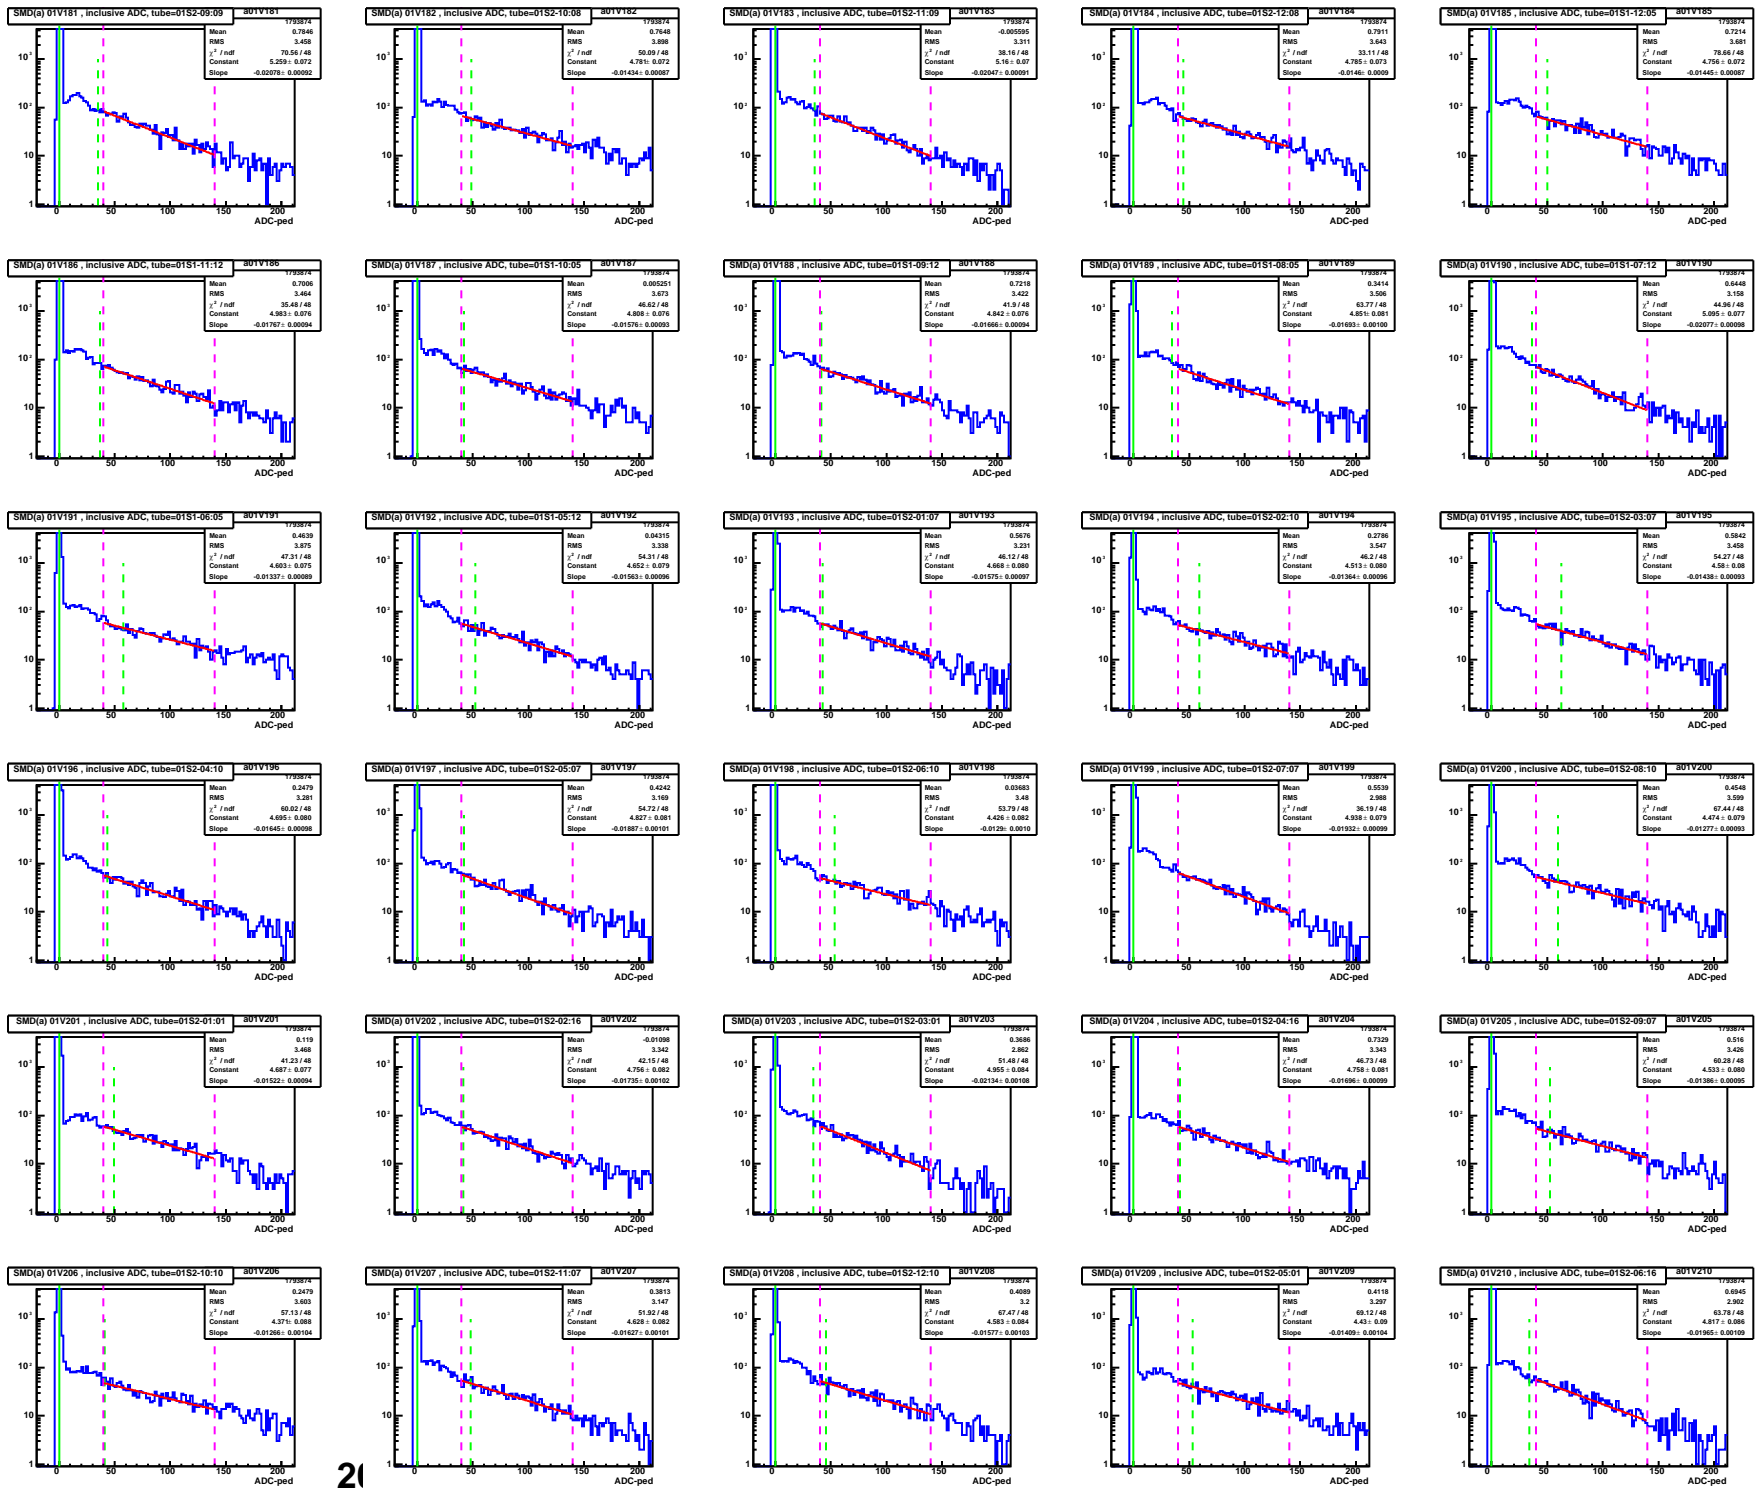 SMD(a) 01V181 , inclusive ADC, tube=01S2-09:09 a01V181
1793874
Mean 0.7846
RMS 3.458
χ² / ndf 70.56 / 48
Constant 5.259 ± 0.072
Slope -0.02078 ± 0.00092
ADC-ped
SMD(a) 01V182 , inclusive ADC, tube=01S2-10:08 a01V182
1793874
Mean 0.7648
RMS 3.898
χ² / ndf 50.09 / 48
Constant 4.781 ± 0.072
Slope -0.01434 ± 0.00087
ADC-ped
SMD(a) 01V183 , inclusive ADC, tube=01S2-11:09 a01V183
1793874
Mean -0.005595
RMS 3.311
χ² / ndf 38.16 / 48
Constant 5.16 ± 0.07
Slope -0.02047 ± 0.00091
ADC-ped
SMD(a) 01V184 , inclusive ADC, tube=01S2-12:08 a01V184
1793874
Mean 0.7911
RMS 3.643
χ² / ndf 33.11 / 48
Constant 4.785 ± 0.073
Slope -0.0146 ± 0.0009
ADC-ped
SMD(a) 01V185 , inclusive ADC, tube=01S1-12:05 a01V185
1793874
Mean 0.7214
RMS 3.681
χ² / ndf 78.66 / 48
Constant 4.756 ± 0.072
Slope -0.01445 ± 0.00087
ADC-ped
SMD(a) 01V186 , inclusive ADC, tube=01S1-11:12 a01V186
1793874
Mean 0.7006
RMS 3.464
χ² / ndf 35.48 / 48
Constant 4.983 ± 0.076
Slope -0.01767 ± 0.00094
ADC-ped
SMD(a) 01V187 , inclusive ADC, tube=01S1-10:05 a01V187
1793874
Mean 0.005251
RMS 3.673
χ² / ndf 46.62 / 48
Constant 4.808 ± 0.076
Slope -0.01576 ± 0.00093
ADC-ped
SMD(a) 01V188 , inclusive ADC, tube=01S1-09:12 a01V188
1793874
Mean 0.7218
RMS 3.422
χ² / ndf 41.9 / 48
Constant 4.842 ± 0.076
Slope -0.01666 ± 0.00094
ADC-ped
SMD(a) 01V189 , inclusive ADC, tube=01S1-08:05 a01V189
1793874
Mean 0.3414
RMS 3.506
χ² / ndf 63.77 / 48
Constant 4.851 ± 0.081
Slope -0.01693 ± 0.00100
ADC-ped
SMD(a) 01V190 , inclusive ADC, tube=01S1-07:12 a01V190
1793874
Mean 0.6448
RMS 3.158
χ² / ndf 44.96 / 48
Constant 5.095 ± 0.077
Slope -0.02077 ± 0.00098
ADC-ped
SMD(a) 01V191 , inclusive ADC, tube=01S1-06:05 a01V191
1793874
Mean 0.4639
RMS 3.875
χ² / ndf 47.31 / 48
Constant 4.603 ± 0.075
Slope -0.01337 ± 0.00089
ADC-ped
SMD(a) 01V192 , inclusive ADC, tube=01S1-05:12 a01V192
1793874
Mean 0.04315
RMS 3.338
χ² / ndf 54.31 / 48
Constant 4.652 ± 0.079
Slope -0.01563 ± 0.00096
ADC-ped
SMD(a) 01V193 , inclusive ADC, tube=01S2-01:07 a01V193
1793874
Mean 0.5676
RMS 3.231
χ² / ndf 46.12 / 48
Constant 4.668 ± 0.080
Slope -0.01575 ± 0.00097
ADC-ped
SMD(a) 01V194 , inclusive ADC, tube=01S2-02:10 a01V194
1793874
Mean 0.2786
RMS 3.547
χ² / ndf 46.2 / 48
Constant 4.513 ± 0.080
Slope -0.01364 ± 0.00096
ADC-ped
SMD(a) 01V195 , inclusive ADC, tube=01S2-03:07 a01V195
1793874
Mean 0.5842
RMS 3.458
χ² / ndf 54.27 / 48
Constant 4.58 ± 0.08
Slope -0.01438 ± 0.00093
ADC-ped
SMD(a) 01V196 , inclusive ADC, tube=01S2-04:10 a01V196
1793874
Mean 0.2479
RMS 3.281
χ² / ndf 60.02 / 48
Constant 4.695 ± 0.080
Slope -0.01645 ± 0.00098
ADC-ped
SMD(a) 01V197 , inclusive ADC, tube=01S2-05:07 a01V197
1793874
Mean 0.4242
RMS 3.169
χ² / ndf 54.72 / 48
Constant 4.827 ± 0.081
Slope -0.01887 ± 0.00101
ADC-ped
SMD(a) 01V198 , inclusive ADC, tube=01S2-06:10 a01V198
1793874
Mean 0.03683
RMS 3.48
χ² / ndf 53.79 / 48
Constant 4.426 ± 0.082
Slope -0.0129 ± 0.0010
ADC-ped
SMD(a) 01V199 , inclusive ADC, tube=01S2-07:07 a01V199
1793874
Mean 0.5539
RMS 2.988
χ² / ndf 36.19 / 48
Constant 4.938 ± 0.079
Slope -0.01932 ± 0.00099
ADC-ped
SMD(a) 01V200 , inclusive ADC, tube=01S2-08:10 a01V200
1793874
Mean 0.4548
RMS 3.599
χ² / ndf 67.44 / 48
Constant 4.474 ± 0.079
Slope -0.01277 ± 0.00093
ADC-ped
SMD(a) 01V201 , inclusive ADC, tube=01S2-01:01 a01V201
1793874
Mean 0.119
RMS 3.468
χ² / ndf 41.23 / 48
Constant 4.687 ± 0.077
Slope -0.01522 ± 0.00094
ADC-ped
SMD(a) 01V202 , inclusive ADC, tube=01S2-02:16 a01V202
1793874
Mean -0.01098
RMS 3.342
χ² / ndf 42.15 / 48
Constant 4.756 ± 0.082
Slope -0.01735 ± 0.00102
ADC-ped
SMD(a) 01V203 , inclusive ADC, tube=01S2-03:01 a01V203
1793874
Mean 0.3686
RMS 2.862
χ² / ndf 51.48 / 48
Constant 4.955 ± 0.084
Slope -0.02134 ± 0.00108
ADC-ped
SMD(a) 01V204 , inclusive ADC, tube=01S2-04:16 a01V204
1793874
Mean 0.7329
RMS 3.343
χ² / ndf 46.73 / 48
Constant 4.758 ± 0.081
Slope -0.01696 ± 0.00099
ADC-ped
SMD(a) 01V205 , inclusive ADC, tube=01S2-09:07 a01V205
1793874
Mean 0.516
RMS 3.426
χ² / ndf 60.28 / 48
Constant 4.533 ± 0.080
Slope -0.01386 ± 0.00095
ADC-ped
SMD(a) 01V206 , inclusive ADC, tube=01S2-10:10 a01V206
1793874
Mean 0.2479
RMS 3.603
χ² / ndf 57.13 / 48
Constant 4.371 ± 0.088
Slope -0.01266 ± 0.00104
ADC-ped
SMD(a) 01V207 , inclusive ADC, tube=01S2-11:07 a01V207
1793874
Mean 0.3813
RMS 3.147
χ² / ndf 51.92 / 48
Constant 4.628 ± 0.082
Slope -0.01627 ± 0.00101
ADC-ped
SMD(a) 01V208 , inclusive ADC, tube=01S2-12:10 a01V208
1793874
Mean 0.4089
RMS 3.2
χ² / ndf 67.47 / 48
Constant 4.583 ± 0.084
Slope -0.01577 ± 0.00103
ADC-ped
SMD(a) 01V209 , inclusive ADC, tube=01S2-05:01 a01V209
1793874
Mean 0.4118
RMS 3.297
χ² / ndf 69.12 / 48
Constant 4.43 ± 0.09
Slope -0.01409 ± 0.00104
ADC-ped
SMD(a) 01V210 , inclusive ADC, tube=01S2-06:16 a01V210
1793874
Mean 0.6945
RMS 2.902
χ² / ndf 63.78 / 48
Constant 4.817 ± 0.086
Slope -0.01965 ± 0.00109
ADC-ped